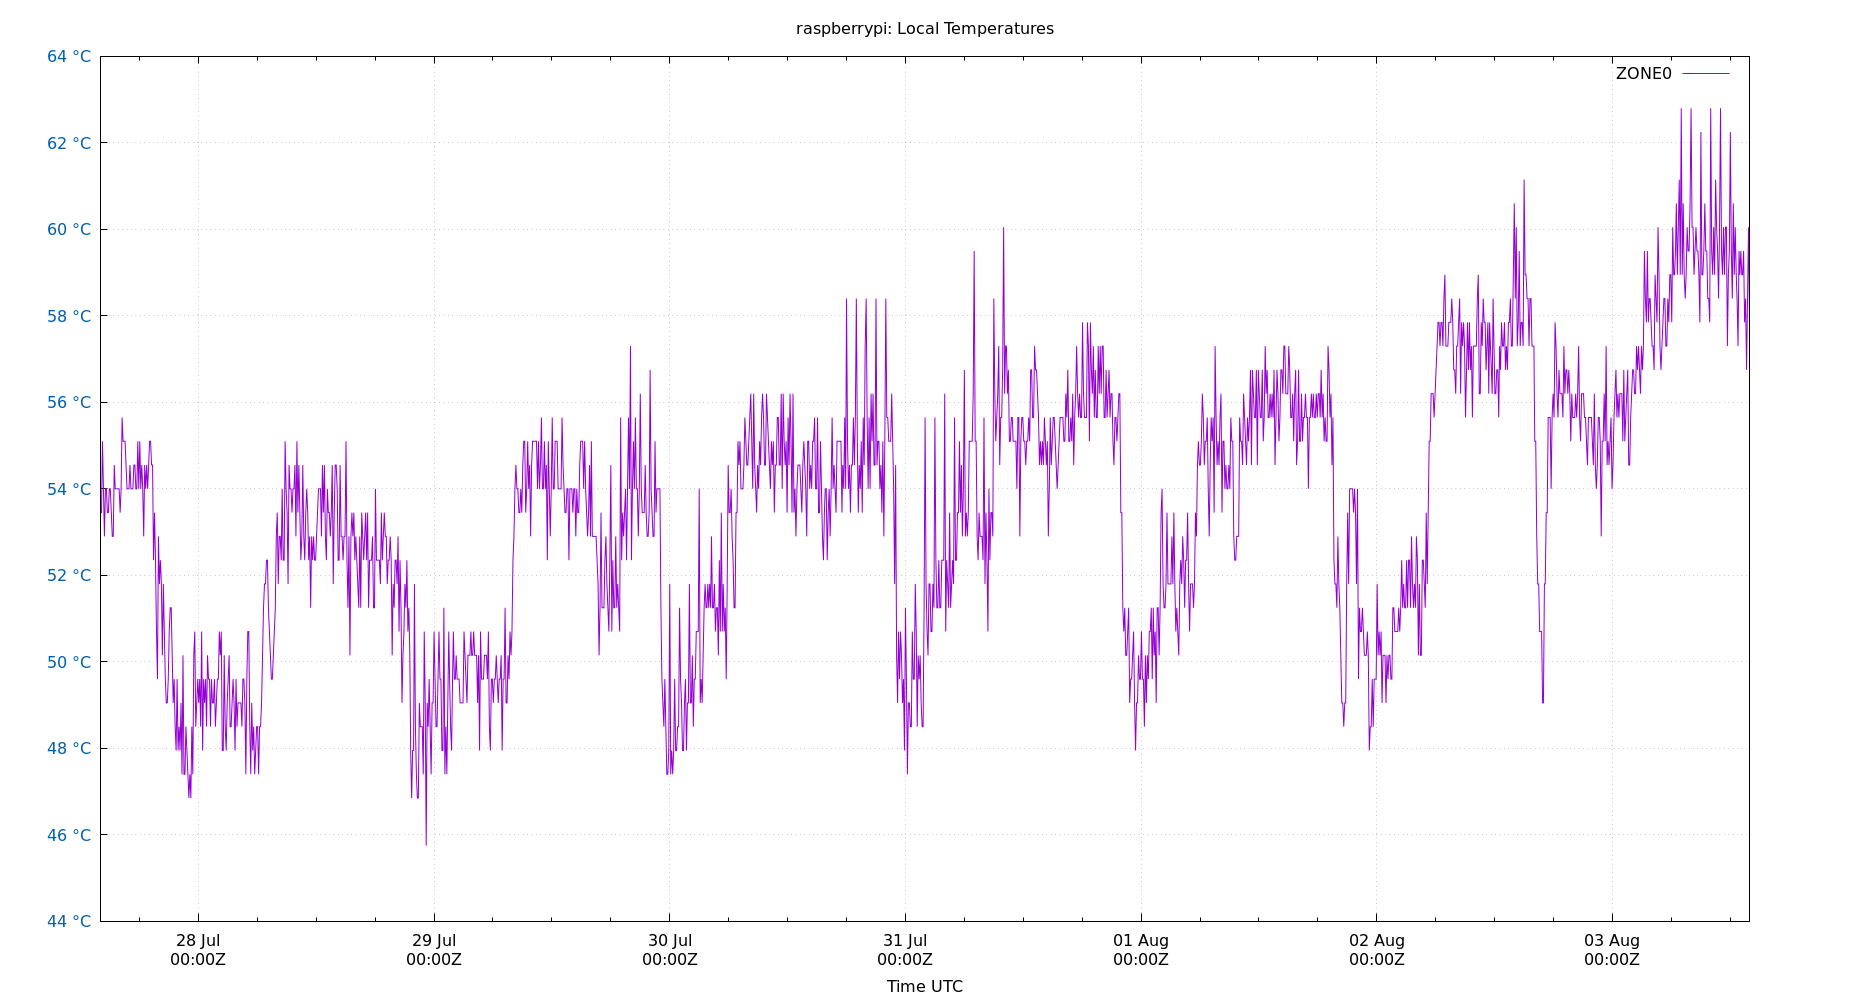 raspberrypi: Local Temperatures
64 °C
ZONE0
62 °C
60 °C
58 °C
56 °C
54 °C
52 °C
50 °C
48 °C
46 °C
44 °C
28 Jul 29 Jul 30 Jul 31 Jul 01 Aug 02 Aug 03 Aug
00:00Z 00:00Z 00:00Z 00:00Z 00:00Z 00:00Z 00:00Z
Time UTC